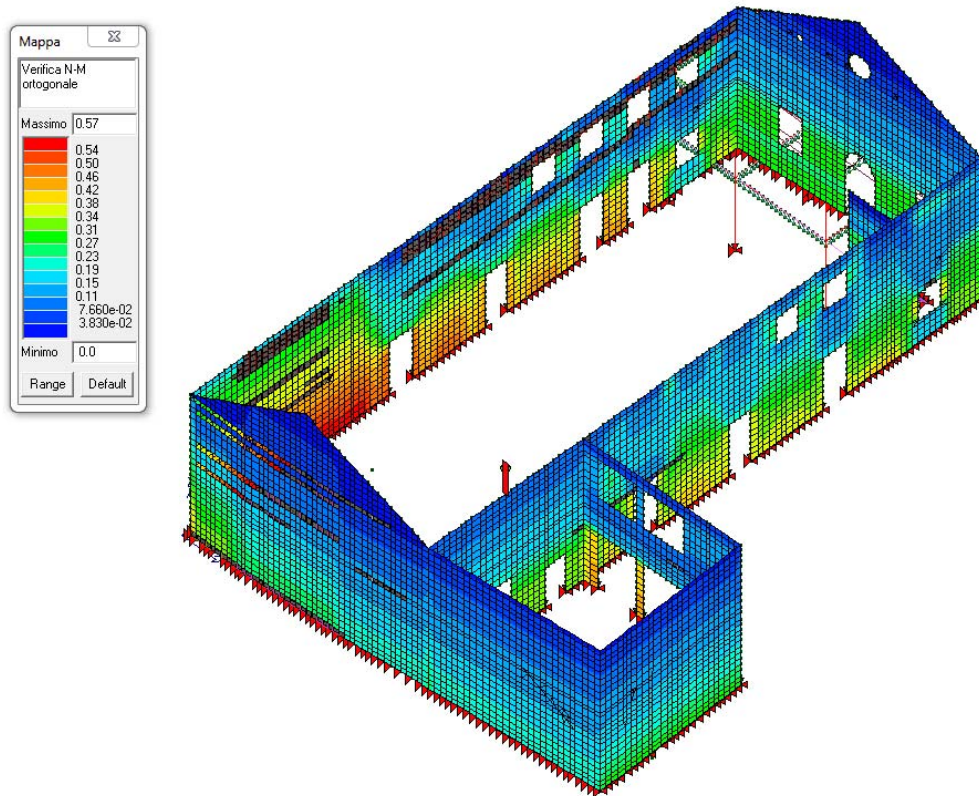 Mappa
Verifica N-M
ortogonale
Massimo 0.57
0.54
0.50
0.46
0.42
0.38
0.34
0.31
0.27
0.23
0.19
0.15
0.11
7.660e-02
3.830e-02
Minimo 0.0
Range Default